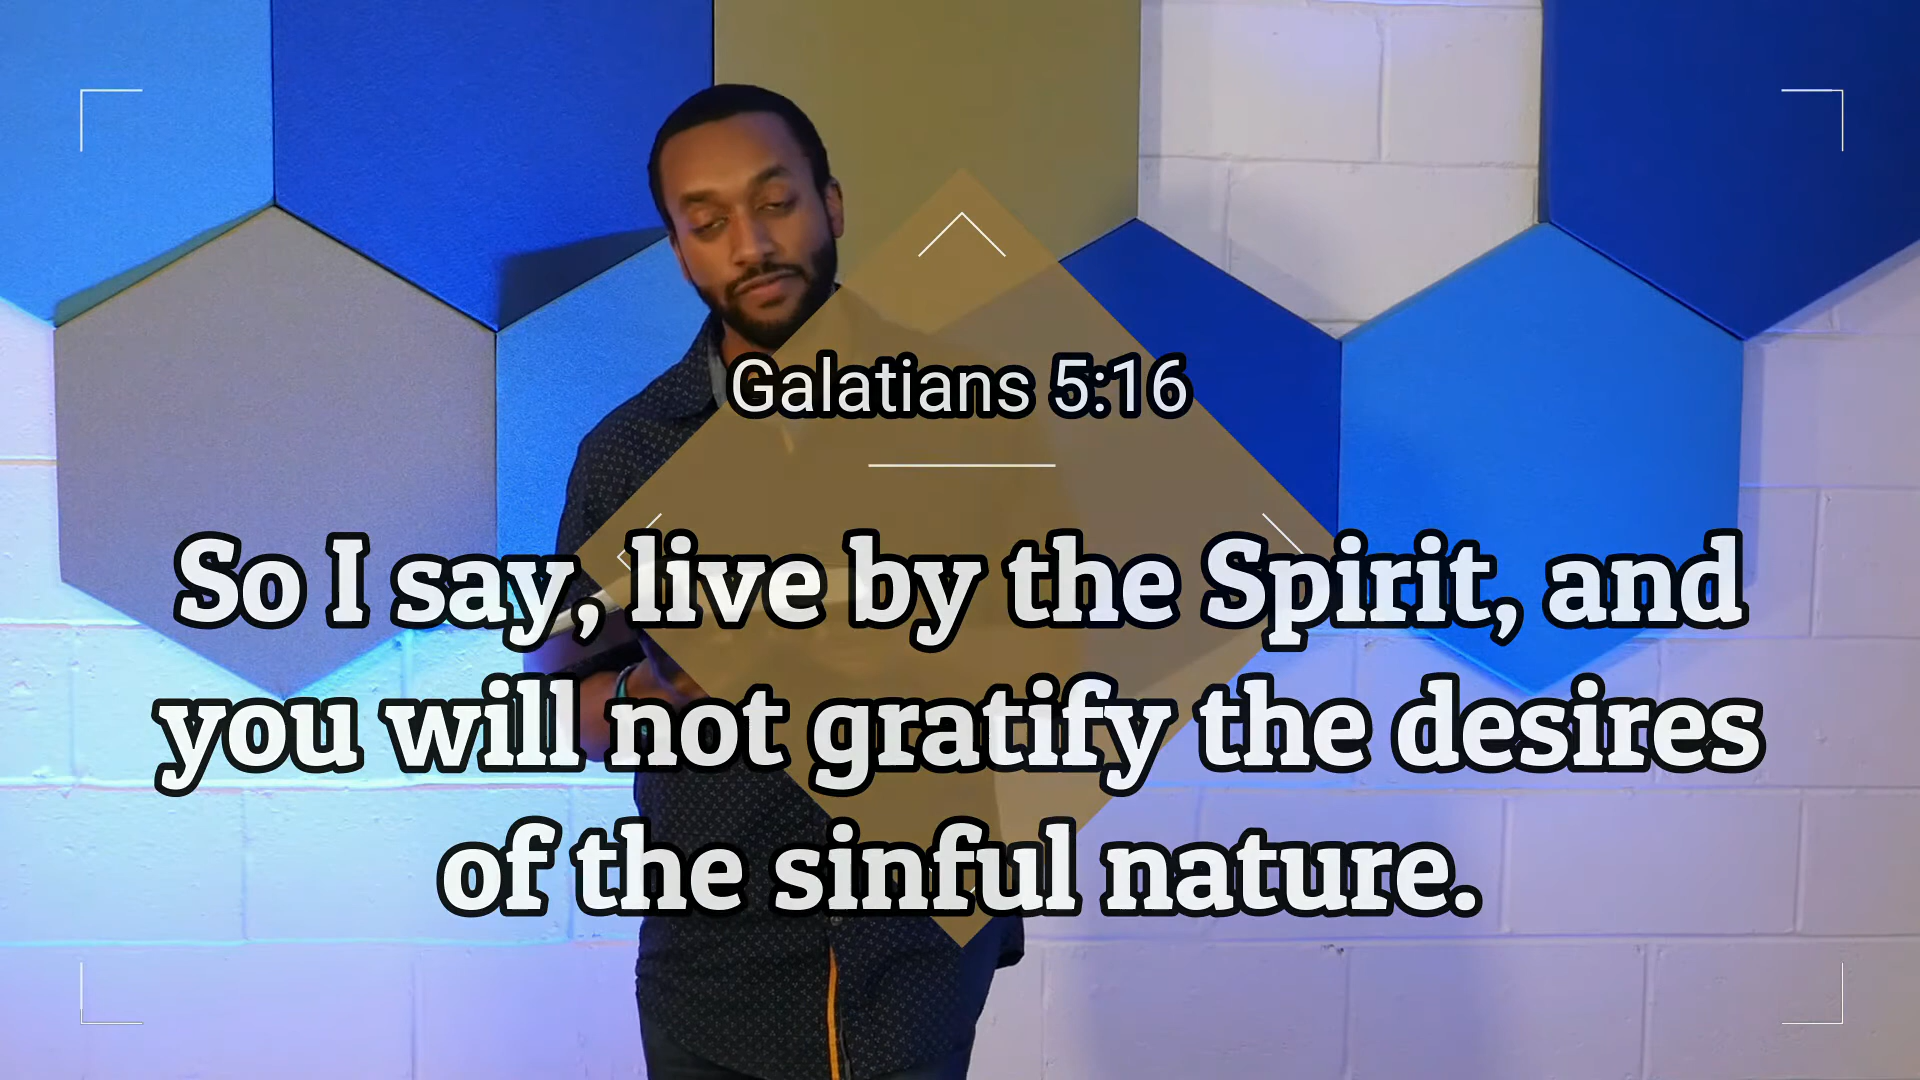 Galatians 5:16
So I say, live by the Spirit, and
you will not gratify the desires
of the sinful nature.